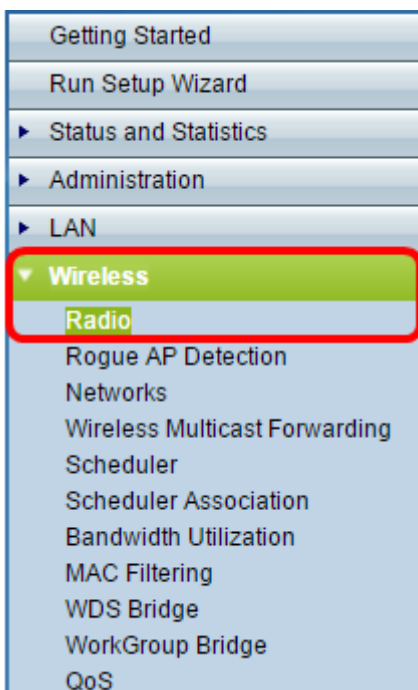 Getting Started
Run Setup Wizard
Status and Statistics
Administration
LAN
Wireless
Radio
Rogue AP Detection
Networks
Wireless Multicast Forwarding
Scheduler
Scheduler Association
Bandwidth Utilization
MAC Filtering
WDS Bridge
WorkGroup Bridge
QoS